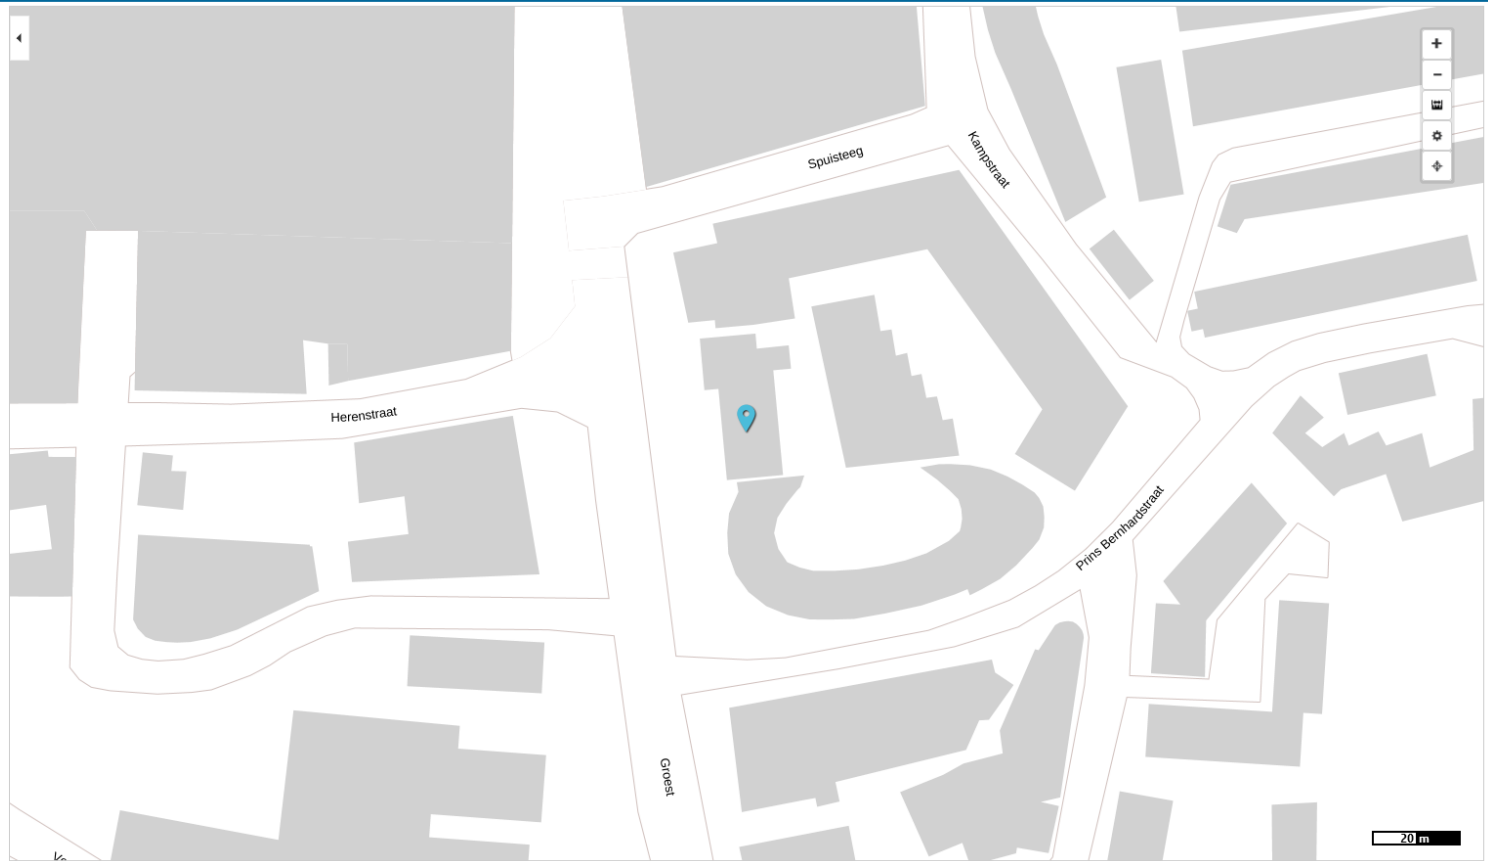 Spuisteeg
Kampstraat
Herenstraat
Prins Bernhardstraat
Groest
20 m